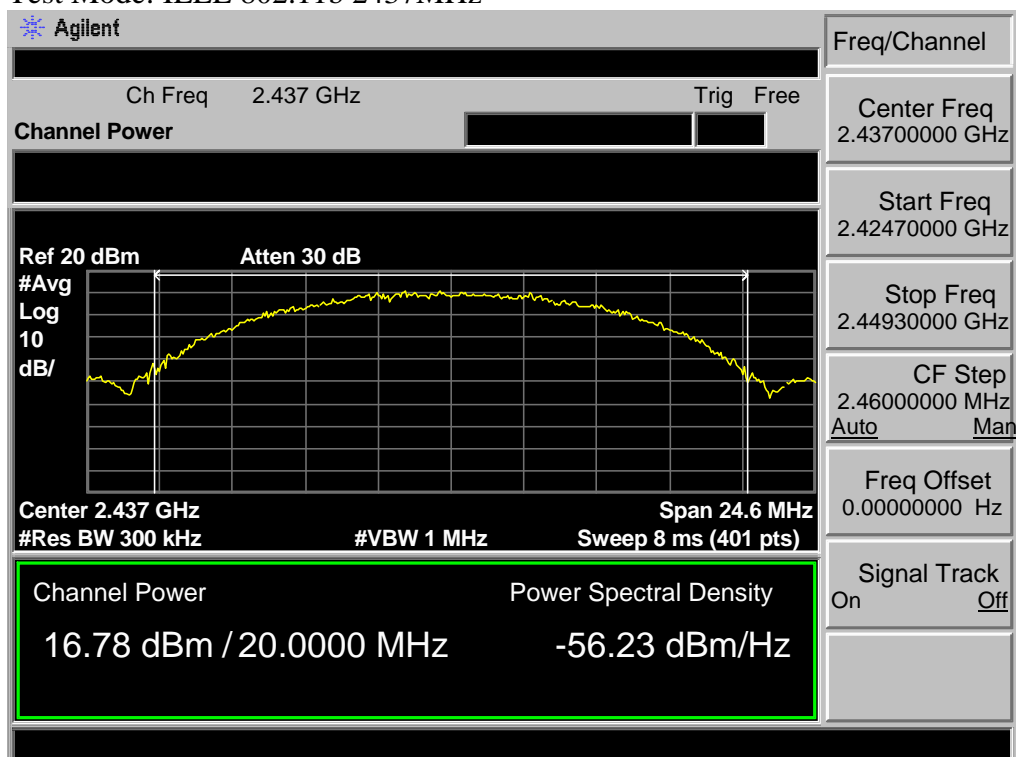 Test Mode: IEEE 802.11b 2437MHz
Agilent
Freq/Channel
Ch Freq 2.437 GHz Trig Free
Channel Power
Center Freq
2.43700000 GHz
Start Freq
2.42470000 GHz
Ref 20 dBm Atten 30 dB
#Avg
Log
10
dB/
Stop Freq
2.44930000 GHz
CF Step
2.46000000 MHz
Auto Man
Freq Offset
0.00000000 Hz
Center 2.437 GHz Span 24.6 MHz
#Res BW 300 kHz #VBW 1 MHz Sweep 8 ms (401 pts)
Signal Track
On Off
Channel Power Power Spectral Density
16.78 dBm / 20.0000 MHz -56.23 dBm/Hz